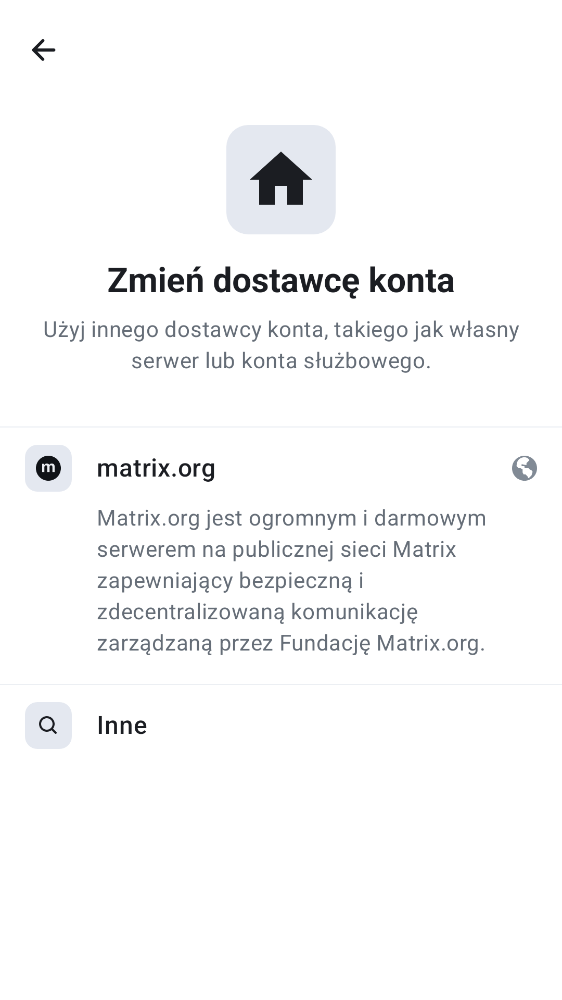 Zmień dostawcę konta
Użyj innego dostawcy konta, takiego jak własny
serwer lub konta służbowego.
m
matrix.org
Matrix.org jest ogromnym i darmowym
serwerem na publicznej sieci Matrix
zapewniający bezpieczną i
zdecentralizowaną komunikację
zarządzaną przez Fundację Matrix.org.
Inne